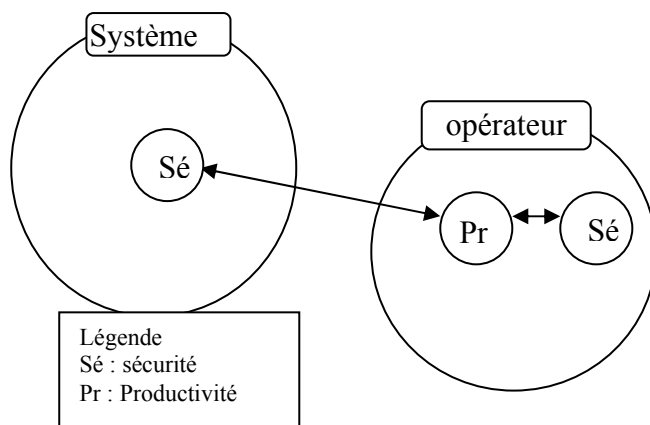 Système
opérateur
Sé
Pr
Sé
Légende
Sé : sécurité
Pr : Productivité